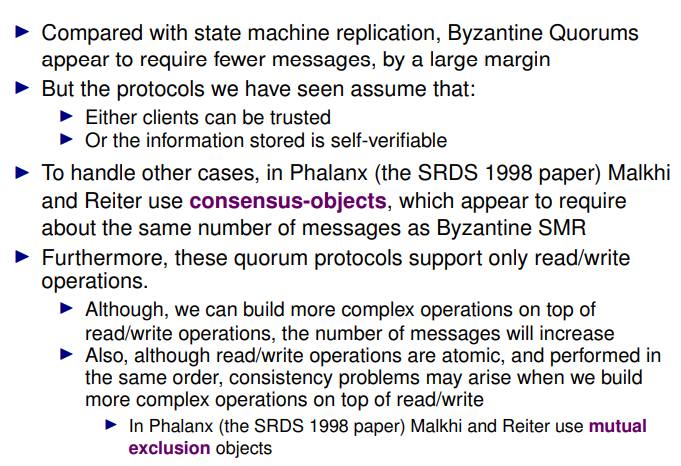 Compared with state machine replication, Byzantine Quorums
appear to require fewer messages, by a large margin
But the protocols we have seen assume that:
Either clients can be trusted
Or the information stored is self-verifiable
To handle other cases, in Phalanx (the SRDS 1998 paper) Malkhi
and Reiter use consensus-objects, which appear to require
about the same number of messages as Byzantine SMR
Furthermore, these quorum protocols support only read/write
operations.
Although, we can build more complex operations on top of
read/write operations, the number of messages will increase
Also, although read/write operations are atomic, and performed in
the same order, consistency problems may arise when we build
more complex operations on top of read/write
In Phalanx (the SRDS 1998 paper) Malkhi and Reiter use mutual
exclusion objects